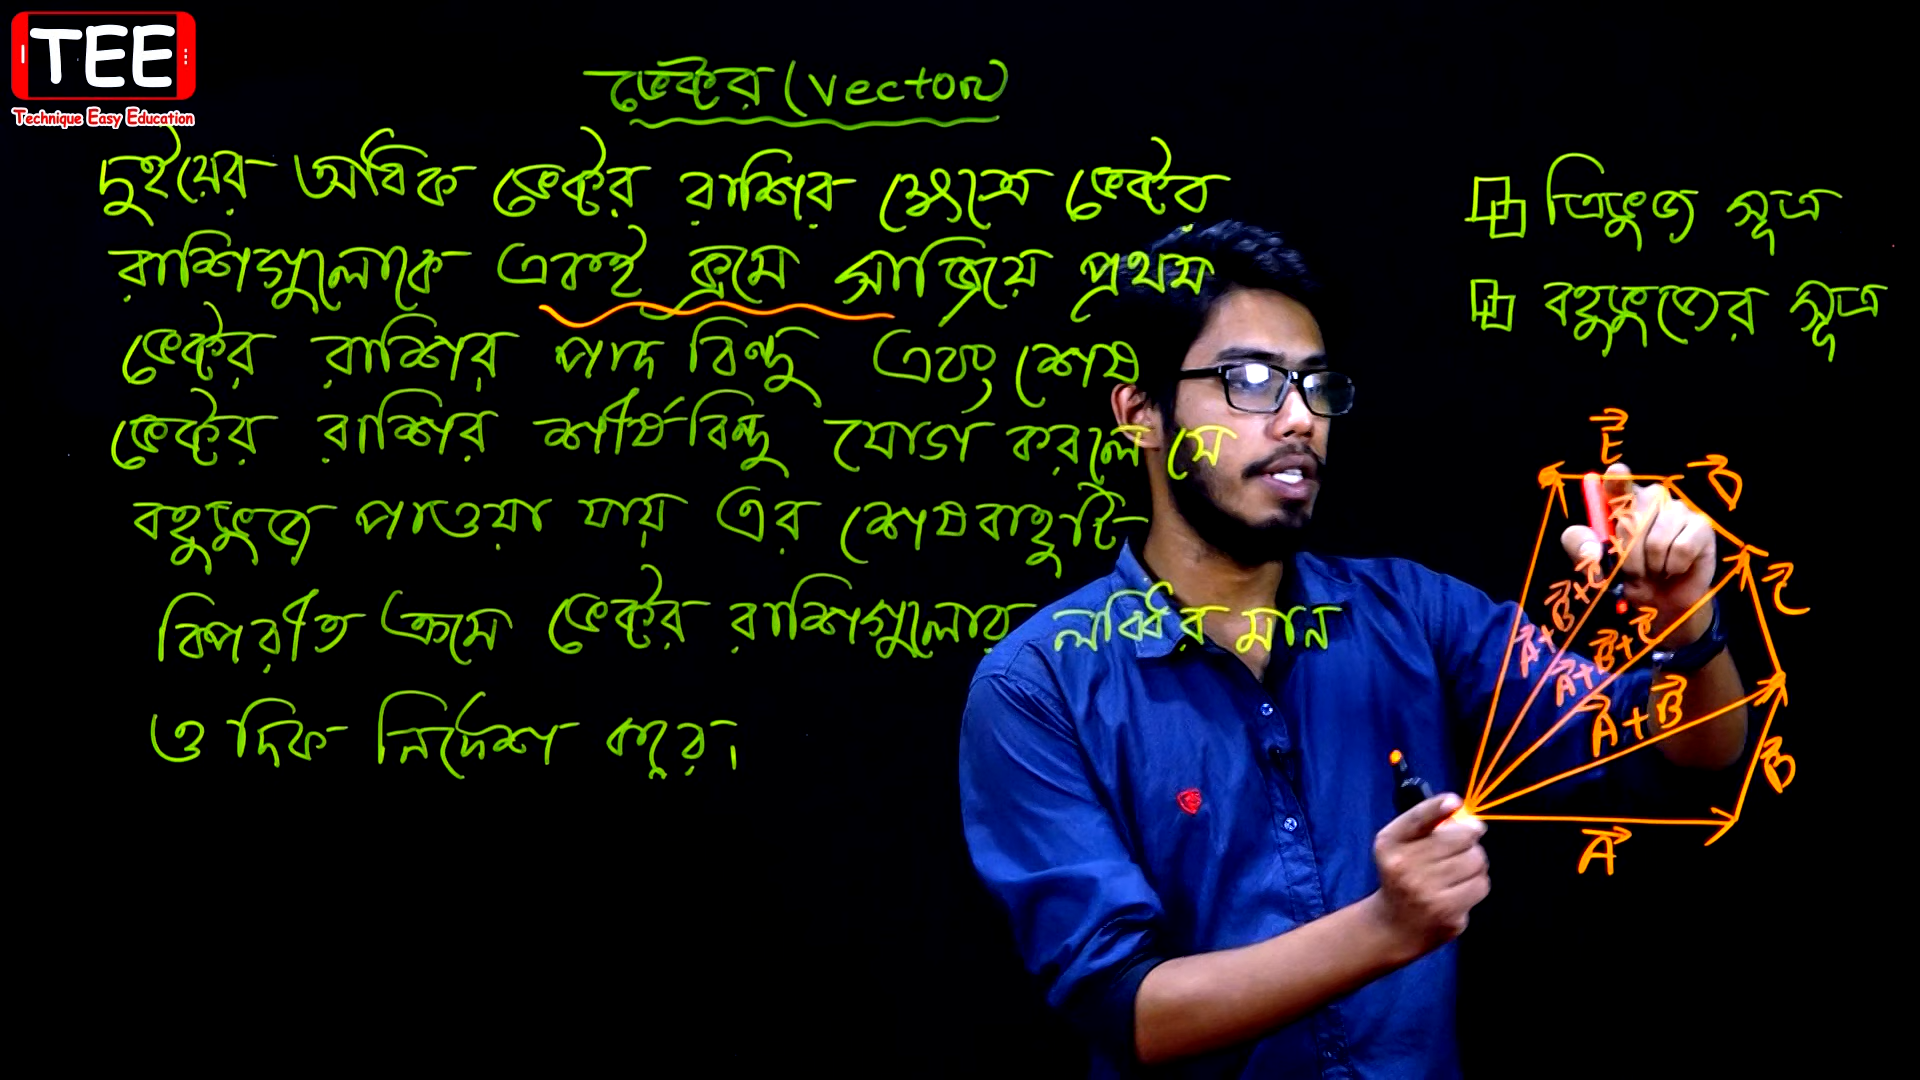 TEE
Technique Easy Education
ভেক্টর (Vector)
দুইয়ের অধিক ভেক্টর রাশির ক্ষেত্রে ভেক্টর
রাশিগুলোকে একই ক্রমে সাজিয়ে প্রথম
ভেক্টর রাশির পাদ বিন্দু এবং শেষ
ভেক্টর রাশির শীর্ষবিন্দু যোগ করলে যে
বহুভুজ পাওয়া যায় এর শেষবাহুটি
বিপরীত ক্রমে ভেক্টর রাশিগুলোর লব্ধির মান
ও দিক নির্দেশ করে।
ত্রিভুজ সূত্র
বহুভুজের সূত্র
E⃗
D⃗
C⃗
A⃗+B⃗+C⃗+
A⃗+B⃗+C⃗
A⃗+B⃗
B⃗
A⃗